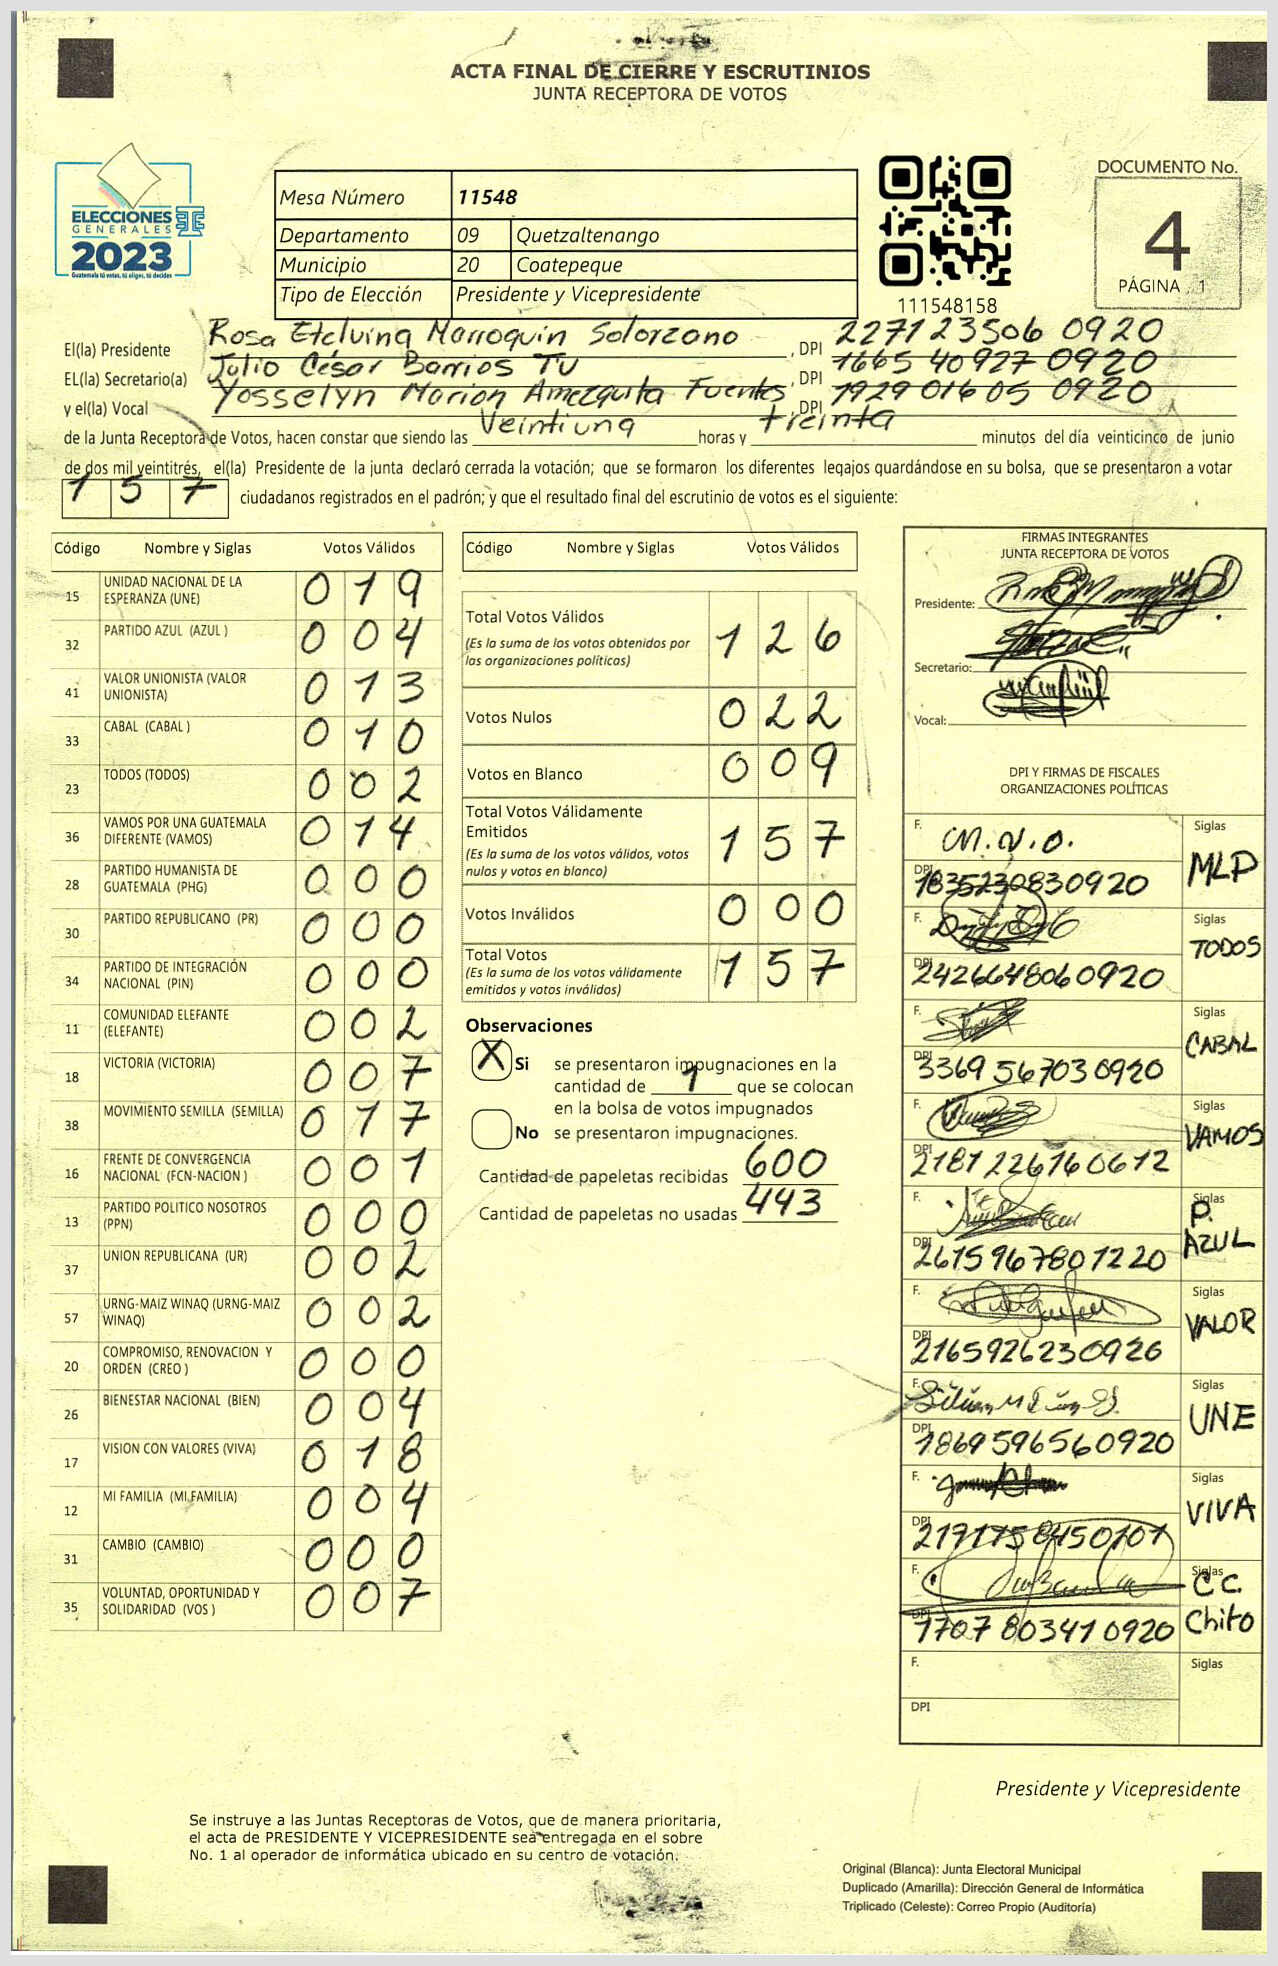 ACTA FINAL DE CIERRE Y ESCRUTINIOS
JUNTA RECEPTORA DE VOTOS
ELECCIONES
GENERALES
2023
Guatemala tú votas, tú eliges, tú decides
Mesa Número 11548
Departamento 09 Quetzaltenango
Municipio 20 Coatepeque
Tipo de Elección Presidente y Vicepresidente
111548158
DOCUMENTO No.
4
PÁGINA 1
El(la) Presidente Rosa Etelvina Marroquin Solorzano, DPI 2271 23506 0920
EL(la) Secretario(a) Julio César Barrios Tu, DPI 1665 40927 0920
y el(la) Vocal Yosselyn Marion Amezquita Fuentes, DPI 1929 01605 0920
de la Junta Receptora de Votos, hacen constar que siendo las Veintiuna horas y treinta minutos del día veinticinco de junio
de dos mil veintitrés, el(la) Presidente de la junta declaró cerrada la votación; que se formaron los diferentes legajos quardándose en su bolsa, que se presentaron a votar
1 5 7 ciudadanos registrados en el padrón; y que el resultado final del escrutinio de votos es el siguiente:
Código Nombre y Siglas Votos Válidos
15 UNIDAD NACIONAL DE LA ESPERANZA (UNE) 0 1 9
32 PARTIDO AZUL (AZUL ) 0 0 4
41 VALOR UNIONISTA (VALOR UNIONISTA) 0 1 3
33 CABAL (CABAL ) 0 1 0
23 TODOS (TODOS) 0 0 2
36 VAMOS POR UNA GUATEMALA DIFERENTE (VAMOS) 0 1 4
28 PARTIDO HUMANISTA DE GUATEMALA (PHG) 0 0 0
30 PARTIDO REPUBLICANO (PR) 0 0 0
34 PARTIDO DE INTEGRACIÓN NACIONAL (PIN) 0 0 0
11 COMUNIDAD ELEFANTE (ELEFANTE) 0 0 2
18 VICTORIA (VICTORIA) 0 0 7
38 MOVIMIENTO SEMILLA (SEMILLA) 0 1 7
16 FRENTE DE CONVERGENCIA NACIONAL (FCN-NACION ) 0 0 1
13 PARTIDO POLITICO NOSOTROS (PPN) 0 0 0
37 UNION REPUBLICANA (UR) 0 0 2
57 URNG-MAIZ WINAQ (URNG-MAIZ WINAQ) 0 0 2
20 COMPROMISO, RENOVACION Y ORDEN (CREO ) 0 0 0
26 BIENESTAR NACIONAL (BIEN) 0 0 4
17 VISION CON VALORES (VIVA) 0 1 8
12 MI FAMILIA (MI FAMILIA) 0 0 4
31 CAMBIO (CAMBIO) 0 0 0
35 VOLUNTAD, OPORTUNIDAD Y SOLIDARIDAD (VOS ) 0 0 7
Código Nombre y Siglas Votos Válidos
Total Votos Válidos
(Es la suma de los votos obtenidos por
las organizaciones políticas)
1 2 6
Votos Nulos 0 2 2
Votos en Blanco 0 0 9
Total Votos Válidamente
Emitidos
(Es la suma de los votos válidos, votos
nulos y votos en blanco)
1 5 7
Votos Inválidos 0 0 0
Total Votos
(Es la suma de los votos válidamente
emitidos y votos inválidos)
1 5 7
Observaciones
X Si se presentaron impugnaciones en la
cantidad de 1 que se colocan
en la bolsa de votos impugnados
No se presentaron impugnaciones.
Cantidad de papeletas recibidas 600
Cantidad de papeletas no usadas 443
FIRMAS INTEGRANTES
JUNTA RECEPTORA DE VOTOS
Presidente:
Secretario:
Vocal:
DPI Y FIRMAS DE FISCALES
ORGANIZACIONES POLÍTICAS
F. M.V.O. Siglas MLP
DPI 1835230830920
F. Siglas TODOS
DPI 2426648060920
F. Siglas CABAL
DPI 3369 56703 0920
F. Siglas VAMOS
DPI 2181 226760612
F. Siglas P. AZUL
DPI 2615 967801220
F. Siglas VALOR
DPI 2165926230920
F. Siglas UNE
DPI 1869596560920
F. Siglas VIVA
DPI 2171758450101
F. Siglas C.C. Chito
DPI 1707 80341 0920
F. Siglas
DPI
Presidente y Vicepresidente
Se instruye a las Juntas Receptoras de Votos, que de manera prioritaria,
el acta de PRESIDENTE Y VICEPRESIDENTE sea entregada en el sobre
No. 1 al operador de informática ubicado en su centro de votación.
Original (Blanca): Junta Electoral Municipal
Duplicado (Amarilla): Dirección General de Informática
Triplicado (Celeste): Correo Propio (Auditoría)